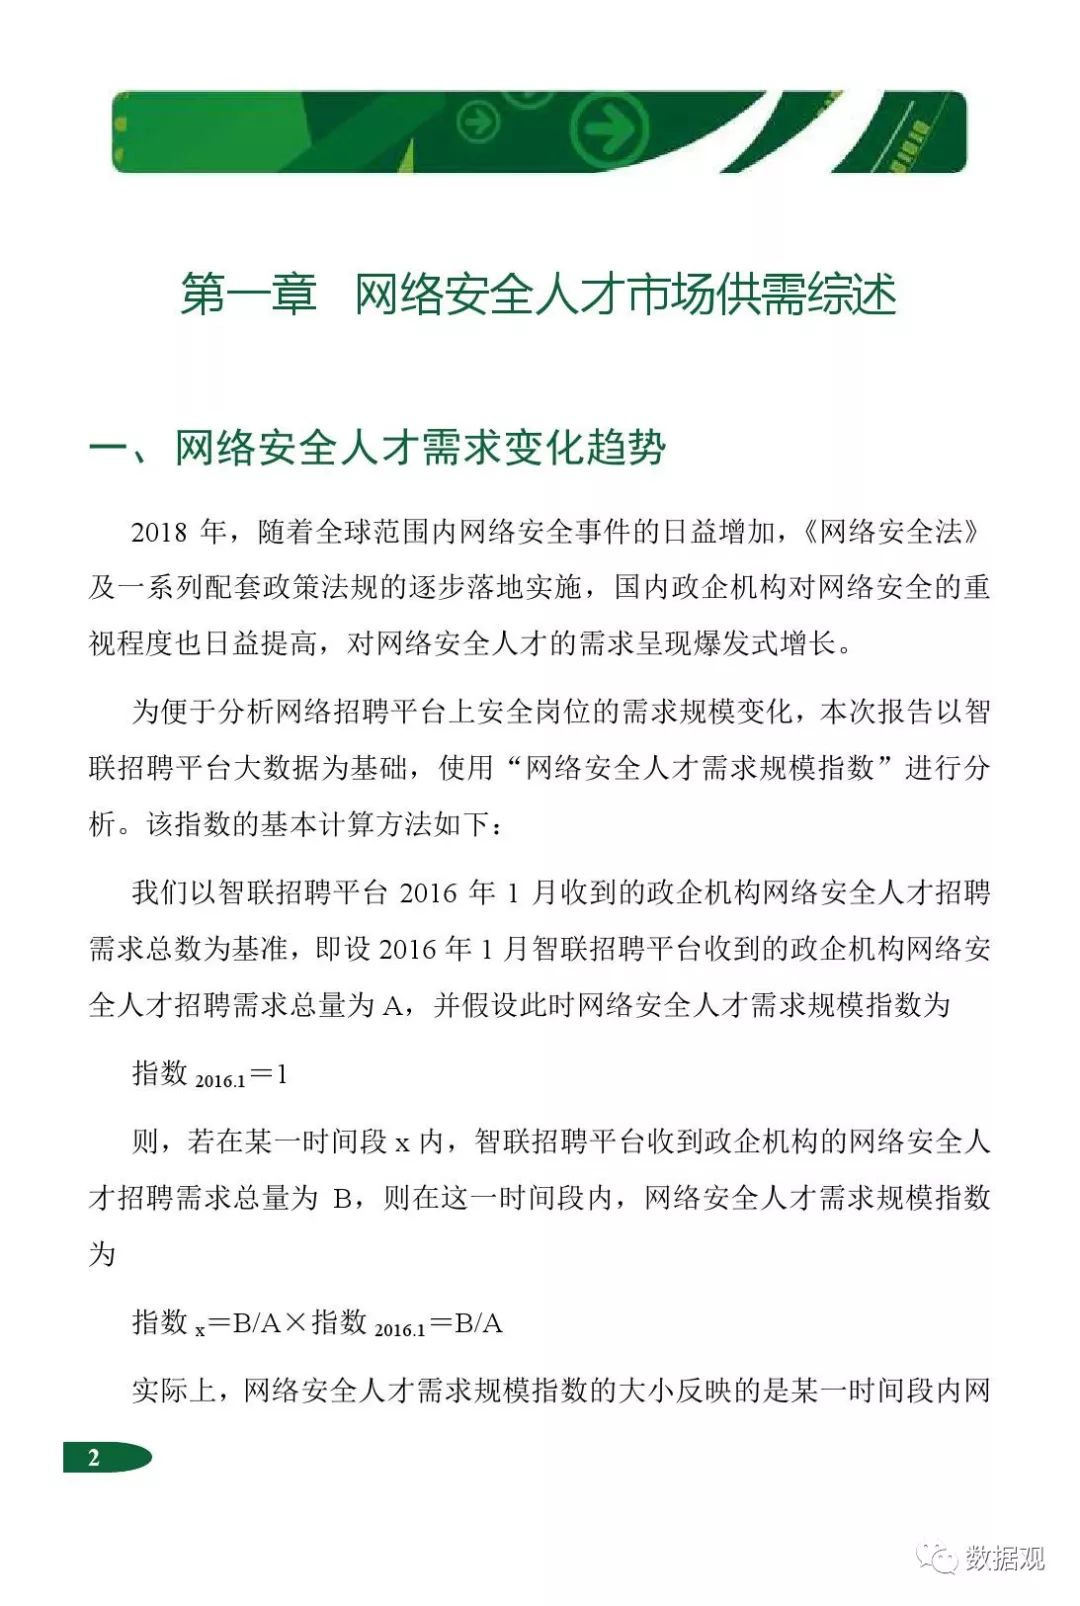 第一章 网络安全人才市场供需综述
一、网络安全人才需求变化趋势
2018 年，随着全球范围内网络安全事件的日益增加，《网络安全法》
及一系列配套政策法规的逐步落地实施，国内政企机构对网络安全的重
视程度也日益提高，对网络安全人才的需求呈现爆发式增长。
为便于分析网络招聘平台上安全岗位的需求规模变化，本次报告以智
联招聘平台大数据为基础，使用“网络安全人才需求规模指数”进行分
析。该指数的基本计算方法如下：
我们以智联招聘平台 2016 年 1 月收到的政企机构网络安全人才招聘
需求总数为基准，即设 2016 年 1 月智联招聘平台收到的政企机构网络安
全人才招聘需求总量为 A，并假设此时网络安全人才需求规模指数为
指数 2016.1＝1
则，若在某一时间段 x 内，智联招聘平台收到政企机构的网络安全人
才招聘需求总量为 B，则在这一时间段内，网络安全人才需求规模指数
为
指数 x＝B/A×指数 2016.1＝B/A
实际上，网络安全人才需求规模指数的大小反映的是某一时间段内网
2
数据观